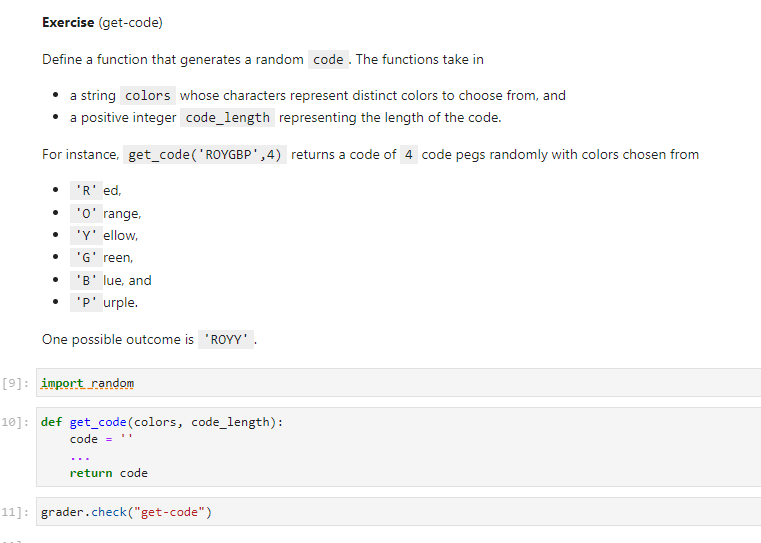 Exercise (get-code)
Define a function that generates a random code . The functions take in
• a string colors whose characters represent distinct colors to choose from, and
• a positive integer code_length representing the length of the code.
For instance, get_code('ROYGBP',4) returns a code of 4 code pegs randomly with colors chosen from
• 'R' ed,
• 'O' range,
• 'Y' ellow,
• 'G' reen,
• 'B' lue, and
• 'P' urple.
One possible outcome is 'ROYY' .
[9]: import random
10]: def get_code(colors, code_length):
    code = ''
    ...
    return code
11]: grader.check("get-code")